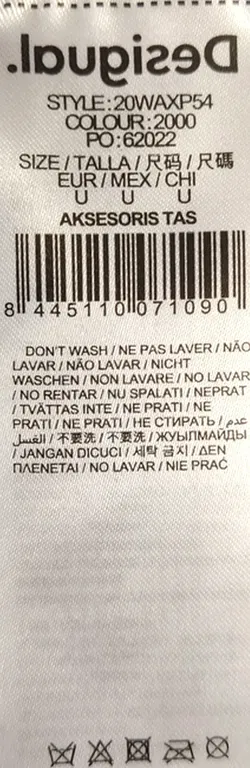 Desigual.
STYLE:20WAXP54
COLOUR:2000
PO:62022
SIZE / TALLA / 尺码 / 尺碼
EUR / MEX / CHI
U U U
AKSESORIS TAS
8 445110 071090
DON'T WASH / NE PAS LAVER / NÃO
LAVAR / NÃO LAVAR / NICHT
WASCHEN / NON LAVARE / NO LAVAR
/ NO RENTAR / NU SPALATI / NEPRAT
/ TVÄTTAS INTE / NE PRATI / NE
PRATI / NE PRATI / НЕ СТИРАТЬ / عدم
الغسل / 不要洗 / 不要洗 / ЖУЫЛМАЙДЫ
/ JANGAN DICUCI / 세탁 금지 / ΔΕΝ
ΠΛΕΝΕΤΑΙ / NO LAVAR / NIE PRAĆ